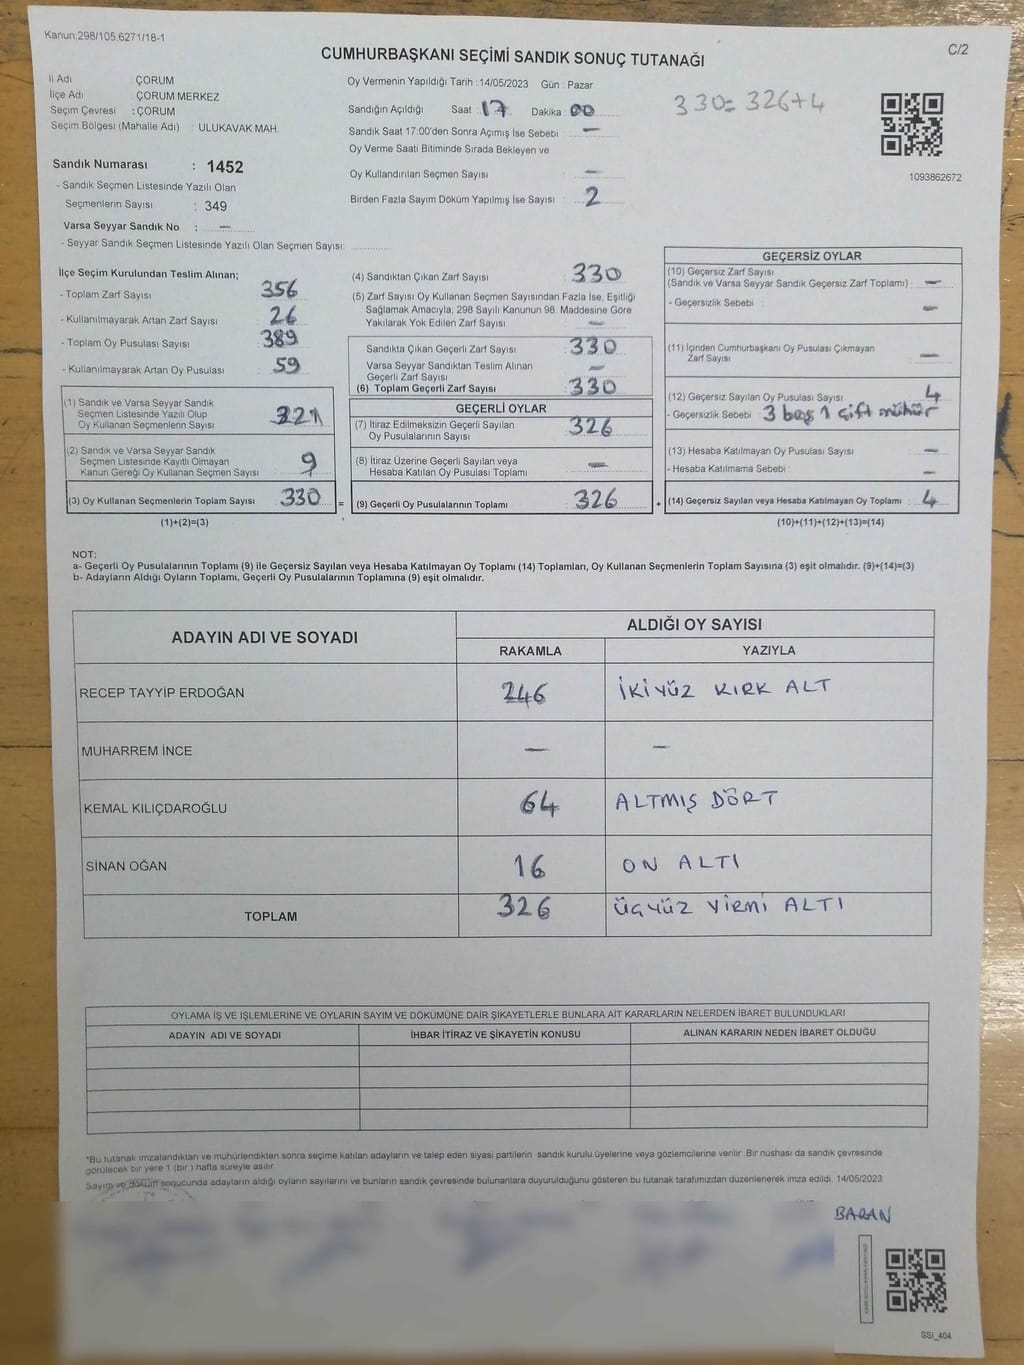 Kanun:298/105,6271/18-1
C/2
CUMHURBAŞKANI SEÇİMİ SANDIK SONUÇ TUTANAĞI
İl Adı : ÇORUM
İlçe Adı : ÇORUM MERKEZ
Seçim Çevresi : ÇORUM
Seçim Bölgesi (Mahalle Adı) : ULUKAVAK MAH.
Oy Vermenin Yapıldığı Tarih : 14/05/2023 Gün : Pazar
Sandığın Açıldığı Saat : 17 Dakika : 00
Sandık Saat 17:00'den Sonra Açımış İse Sebebi : —
Oy Verme Saati Bitiminde Sırada Bekleyen ve
Oy Kullandırılan Seçmen Sayısı : —
Birden Fazla Sayım Döküm Yapılmış İse Sayısı : 2
330= 326+4
1093862672
Sandık Numarası : 1452
- Sandık Seçmen Listesinde Yazılı Olan
Seçmenlerin Sayısı : 349
Varsa Seyyar Sandık No : —
- Seyyar Sandık Seçmen Listesinde Yazılı Olan Seçmen Sayısı:
İlçe Seçim Kurulundan Teslim Alınan;
- Toplam Zarf Sayısı : 356
- Kullanılmayarak Artan Zarf Sayısı : 26
- Toplam Oy Pusulası Sayısı : 389
- Kullanılmayarak Artan Oy Pusulası : 59
(1) Sandık ve Varsa Seyyar Sandık
Seçmen Listesinde Yazılı Olup
Oy Kullanan Seçmenlerin Sayısı : 321
(2) Sandık ve Varsa Seyyar Sandık
Seçmen Listesinde Kayıtlı Olmayan
Kanun Gereği Oy Kullanan Seçmen Sayısı : 9
(3) Oy Kullanan Seçmenlerin Toplam Sayısı : 330 =
(1)+(2)=(3)
(4) Sandıktan Çıkan Zarf Sayısı : 330
(5) Zarf Sayısı Oy Kullanan Seçmen Sayısından Fazla İse, Eşitliği
Sağlamak Amacıyla; 298 Sayılı Kanunun 98. Maddesine Göre
Yakılarak Yok Edilen Zarf Sayısı : —
Sandıkta Çıkan Geçerli Zarf Sayısı : 330
Varsa Seyyar Sandıktan Teslim Alınan
Geçerli Zarf Sayısı : —
(6) Toplam Geçerli Zarf Sayısı : 330
GEÇERLİ OYLAR
(7) İtiraz Edilmeksizin Geçerli Sayılan
Oy Pusulalarının Sayısı : 326
(8) İtiraz Üzerine Geçerli Sayılan veya
Hesaba Katılan Oy Pusulası Toplamı : —
(9) Geçerli Oy Pusulalarının Toplamı : 326 +
GEÇERSİZ OYLAR
(10) Geçersiz Zarf Sayısı
(Sandık ve Varsa Seyyar Sandık Geçersiz Zarf Toplamı) : —
- Geçersizlik Sebebi : —
(11) İçinden Cumhurbaşkanı Oy Pusulası Çıkmayan
Zarf Sayısı : —
(12) Geçersiz Sayılan Oy Pusulası Sayısı : 4
- Geçersizlik Sebebi : 3 boş 1 çift mühür
(13) Hesaba Katılmayan Oy Pusulası Sayısı : —
- Hesaba Katılmama Sebebi : —
(14) Geçersiz Sayılan veya Hesaba Katılmayan Oy Toplamı : 4
(10)+(11)+(12)+(13)=(14)
NOT:
a- Geçerli Oy Pusulalarının Toplamı (9) ile Geçersiz Sayılan veya Hesaba Katılmayan Oy Toplamı (14) Toplamları, Oy Kullanan Seçmenlerin Toplam Sayısına (3) eşit olmalıdır. (9)+(14)=(3)
b- Adayların Aldığı Oyların Toplamı, Geçerli Oy Pusulalarının Toplamına (9) eşit olmalıdır.
ADAYIN ADI VE SOYADI
ALDIĞI OY SAYISI
RAKAMLA YAZIYLA
RECEP TAYYİP ERDOĞAN 246 İKİYÜZ KIRK ALT
MUHARREM İNCE — —
KEMAL KILIÇDAROĞLU 64 ALTMIŞ DÖRT
SİNAN OĞAN 16 ON ALTI
TOPLAM 326 ÜÇYÜZ YİRMİ ALTI
OYLAMA İŞ VE İŞLEMLERİNE VE OYLARIN SAYIM VE DÖKÜMÜNE DAİR ŞİKAYETLERLE BUNLARA AİT KARARLARIN NELERDEN İBARET BULUNDUKLARI
ADAYIN ADI VE SOYADI İHBAR İTİRAZ VE ŞİKAYETİN KONUSU ALINAN KARARIN NEDEN İBARET OLDUĞU
*Bu tutanak imzalandıktan ve mühürlendikten sonra seçime katılan adayların ve talep eden siyasi partilerin sandık kurulu üyelerine veya gözlemcilerine verilir. Bir nüshası da sandık çevresinde
görülecek bir yere 1 (bir) hafta süreyle asılır.
Sayım ve döküm sonucunda adayların aldığı oyların sayılarını ve bunların sandık çevresinde bulunanlara duyurulduğunu gösteren bu tutanak tarafımızdan düzenlenerek imza edildi. 14/05/2023
BARAN
SSI_404